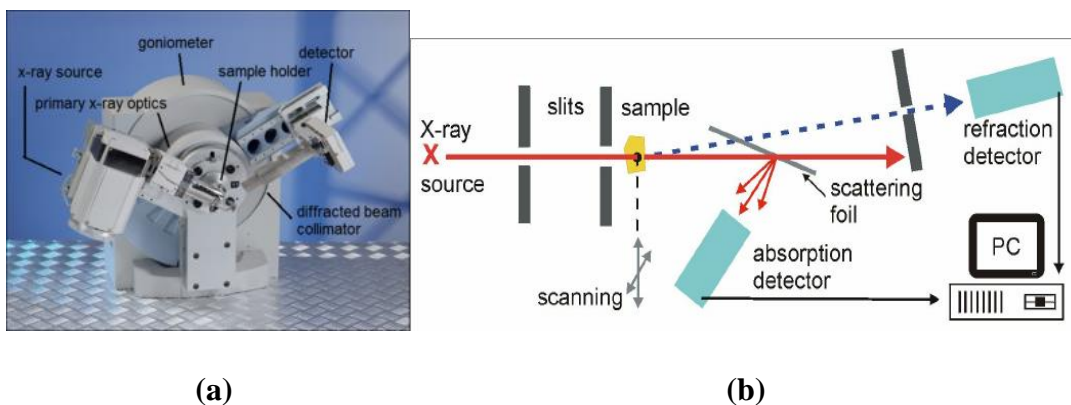 goniometer
detector
x-ray source
sample holder
primary x-ray optics
diffracted beam
collimator
X-ray
X
source
slits
sample
refraction
detector
scattering
foil
absorption
detector
scanning
PC
(a)
(b)